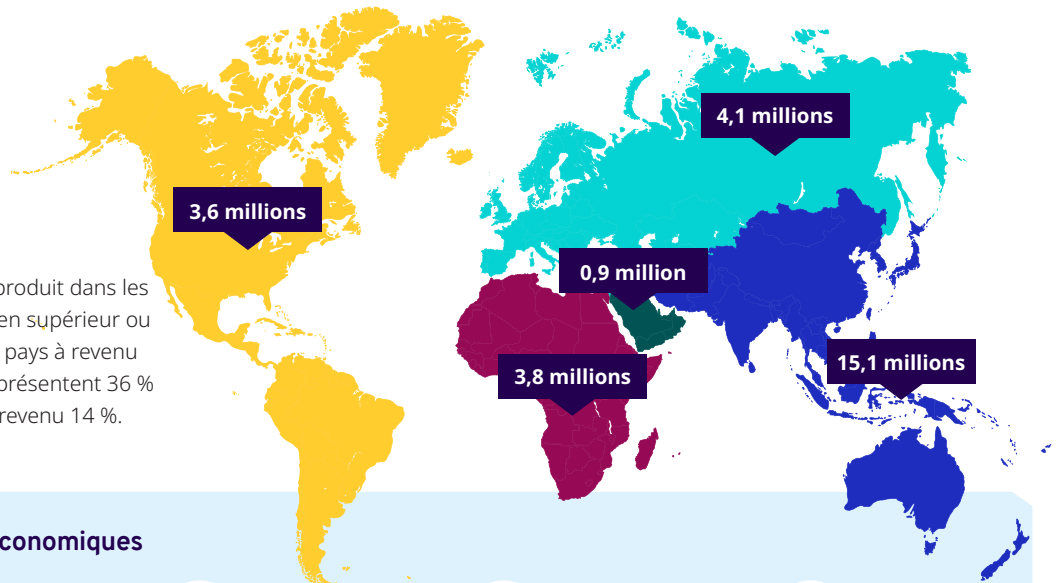 4,1 millions
3,6 millions
0,9 million
produit dans les
en supérieur ou
pays à revenu
présentent 36 %
revenu 14 %.
15,1 millions
3,8 millions
conomiques